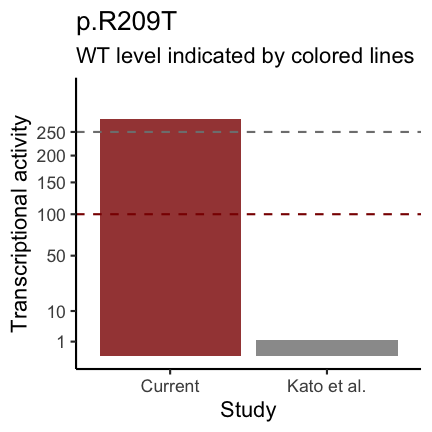 p.R209T
WT level indicated by colored lines
Transcriptional activity
250
200
150
100
50
10
1
Current
Kato et al.
Study